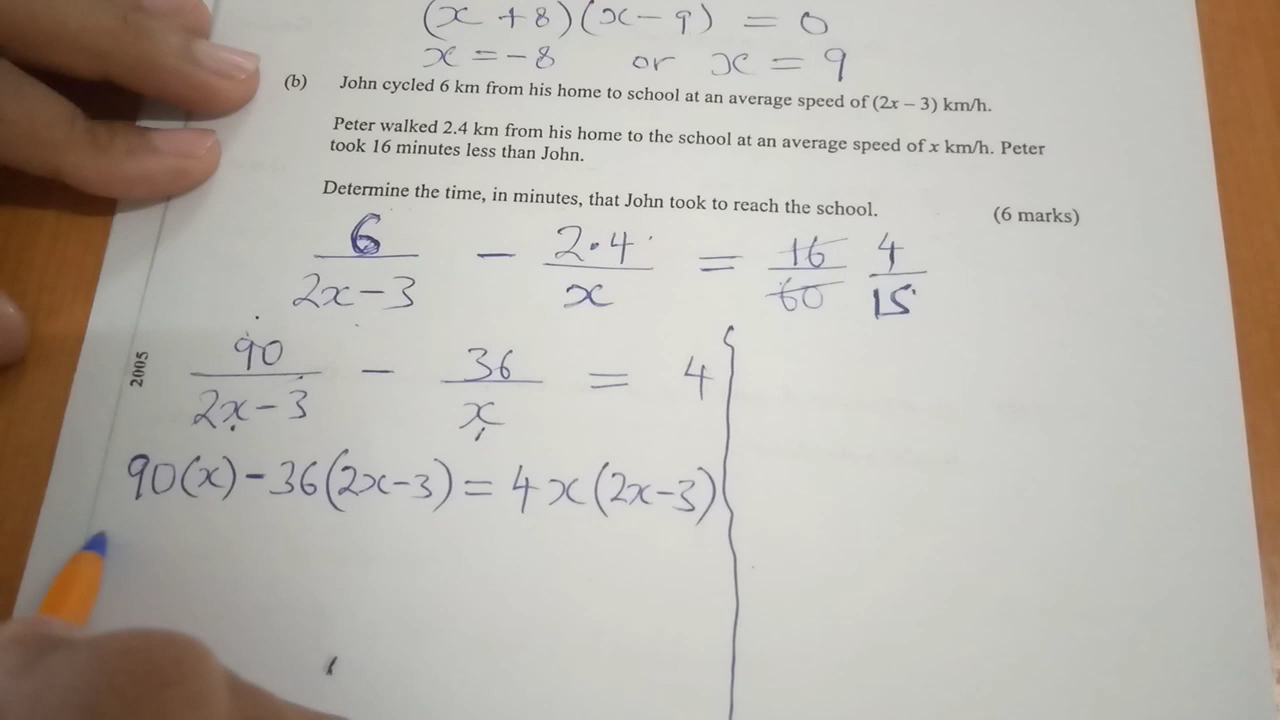 (x + 8)(x - 9) = 0
x = -8 or x = 9
(b) John cycled 6 km from his home to school at an average speed of (2x – 3) km/h.
Peter walked 2.4 km from his home to the school at an average speed of x km/h. Peter
took 16 minutes less than John.
Determine the time, in minutes, that John took to reach the school. (6 marks)
6/(2x-3) - 2.4/x = 16/60 4/15
90/(2x-3) - 36/x = 4
2005
90(x) - 36(2x-3) = 4x(2x-3)